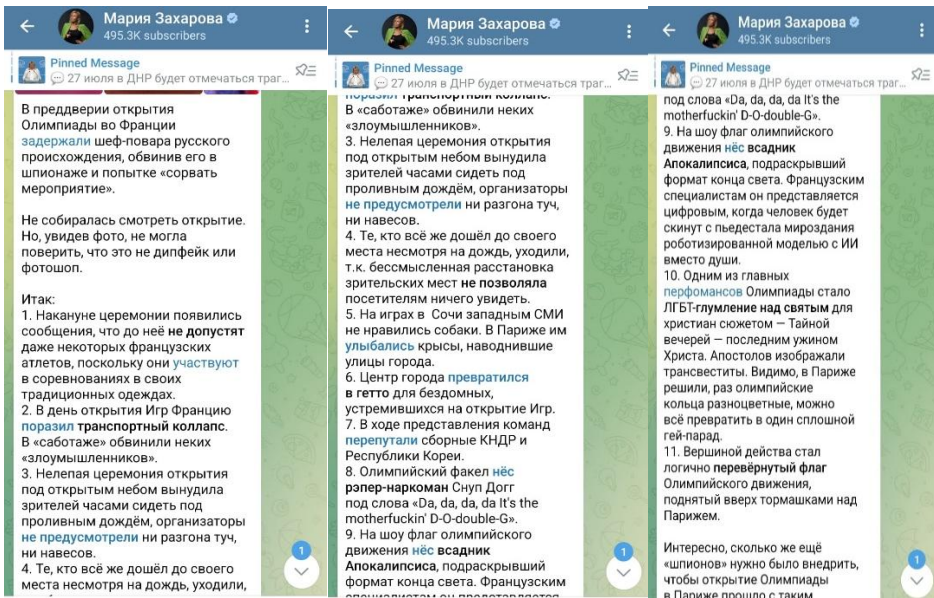 Мария Захарова
495.3K subscribers
Pinned Message
27 июля в ДНР будет отмечаться траг...
В преддверии открытия
Олимпиады во Франции
задержали шеф-повара русского
происхождения, обвинив его в
шпионаже и попытке «сорвать
мероприятие».
Не собиралась смотреть открытие.
Но, увидев фото, не могла
поверить, что это не дипфейк или
фотошоп.
Итак:
1. Накануне церемонии появились
сообщения, что до неё не допустят
даже некоторых французских
атлетов, поскольку они участвуют
в соревнованиях в своих
традиционных одеждах.
2. В день открытия Игр Францию
поразил транспортный коллапс.
В «саботаже» обвинили неких
«злоумышленников».
3. Нелепая церемония открытия
под открытым небом вынудила
зрителей часами сидеть под
проливным дождём, организаторы
не предусмотрели ни разгона туч,
ни навесов.
4. Те, кто всё же дошёл до своего
места несмотря на дождь, уходили,
1
Мария Захарова
495.3K subscribers
Pinned Message
27 июля в ДНР будет отмечаться траг...
поразил транспортный коллапс.
В «саботаже» обвинили неких
«злоумышленников».
3. Нелепая церемония открытия
под открытым небом вынудила
зрителей часами сидеть под
проливным дождём, организаторы
не предусмотрели ни разгона туч,
ни навесов.
4. Те, кто всё же дошёл до своего
места несмотря на дождь, уходили,
т.к. бессмысленная расстановка
зрительских мест не позволяла
посетителям ничего увидеть.
5. На играх в Сочи западным СМИ
не нравились собаки. В Париже им
улыбались крысы, наводнившие
улицы города.
6. Центр города превратился
в гетто для бездомных,
устремившихся на открытие Игр.
7. В ходе представления команд
перепутали сборные КНДР и
Республики Кореи.
8. Олимпийский факел нёс
рэпер-наркоман Снуп Догг
под слова «Da, da, da, da It's the
motherfuckin' D-O-double-G».
9. На шоу флаг олимпийского
движения нёс всадник
Апокалипсиса, подраскрывший
формат конца света. Французским
специалистам он представляется
1
Мария Захарова
495.3K subscribers
Pinned Message
27 июля в ДНР будет отмечаться траг...
под слова «Da, da, da, da It's the
motherfuckin' D-O-double-G».
9. На шоу флаг олимпийского
движения нёс всадник
Апокалипсиса, подраскрывший
формат конца света. Французским
специалистам он представляется
цифровым, когда человек будет
скинут с пьедестала мироздания
роботизированной моделью с ИИ
вместо души.
10. Одним из главных
перфомансов Олимпиады стало
ЛГБТ-глумление над святым для
христиан сюжетом — Тайной
вечерей — последним ужином
Христа. Апостолов изображали
трансвеститы. Видимо, в Париже
решили, раз олимпийские
кольца разноцветные, можно
всё превратить в один сплошной
гей-парад.
11. Вершиной действа стал
логично перевёрнутый флаг
Олимпийского движения,
поднятый вверх тормашками над
Парижем.
Интересно, сколько же ещё
«шпионов» нужно было внедрить,
чтобы открытие Олимпиады
в Париже прошло с таким
1